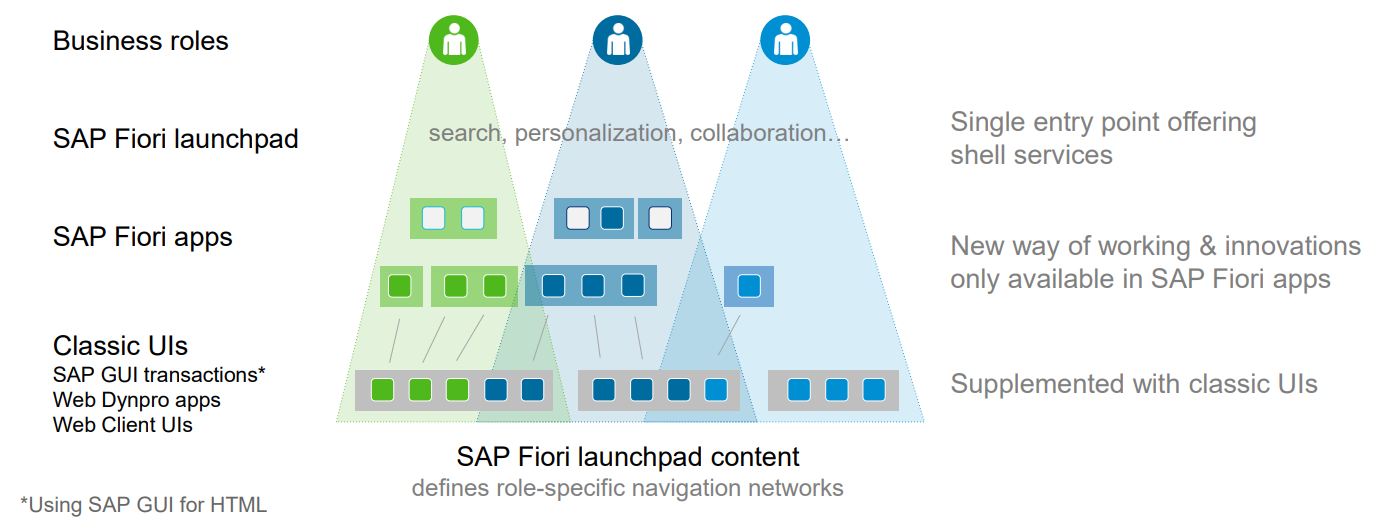 Business roles
SAP Fiori launchpad
search, personalization, collaboration…
Single entry point offering
shell services
SAP Fiori apps
New way of working & innovations
only available in SAP Fiori apps
Classic UIs
SAP GUI transactions*
Web Dynpro apps
Web Client UIs
Supplemented with classic UIs
SAP Fiori launchpad content
defines role-specific navigation networks
*Using SAP GUI for HTML